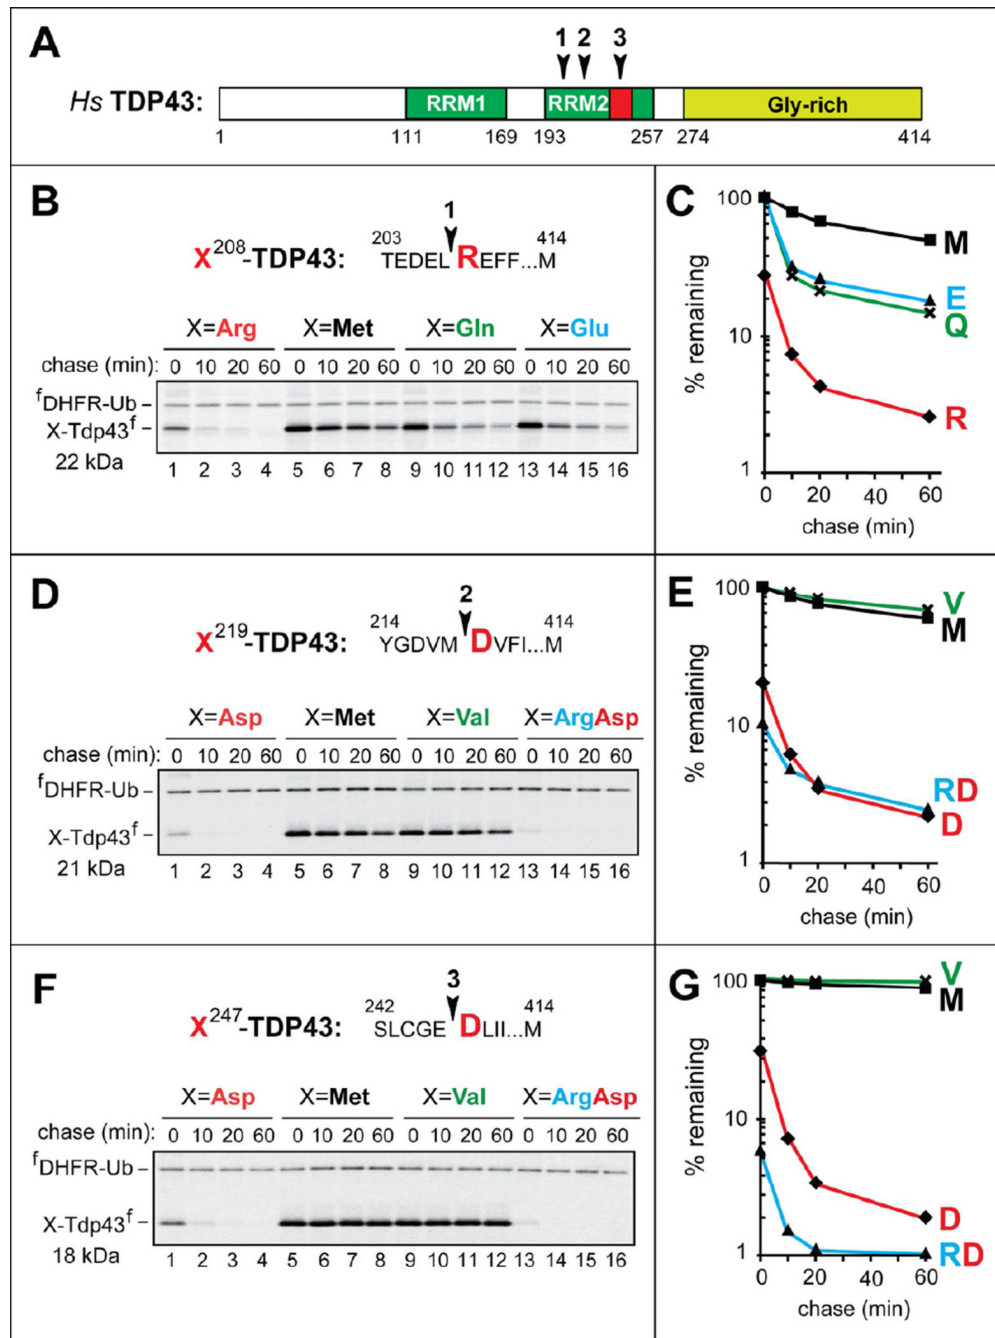 A
1 2 3
Hs TDP43:
RRM1 RRM2 Gly-rich
1 111 169 193 257 274 414
B
1
203 414
X208-TDP43: TEDEL REFF...M
X=Arg X=Met X=Gln X=Glu
chase (min): 0 10 20 60 0 10 20 60 0 10 20 60 0 10 20 60
fDHFR-Ub
X-Tdp43f
22 kDa
1 2 3 4 5 6 7 8 9 10 11 12 13 14 15 16
C
100
10
1
% remaining
M
E
Q
R
0 20 40 60
chase (min)
D
2
214 414
X219-TDP43: YGDVM DVFI...M
X=Asp X=Met X=Val X=ArgAsp
chase (min): 0 10 20 60 0 10 20 60 0 10 20 60 0 10 20 60
fDHFR-Ub
X-Tdp43f
21 kDa
1 2 3 4 5 6 7 8 9 10 11 12 13 14 15 16
E
100
10
1
% remaining
V
M
RD
D
0 20 40 60
chase (min)
F
3
242 414
X247-TDP43: SLCGE DLII...M
X=Asp X=Met X=Val X=ArgAsp
chase (min): 0 10 20 60 0 10 20 60 0 10 20 60 0 10 20 60
fDHFR-Ub
X-Tdp43f
18 kDa
1 2 3 4 5 6 7 8 9 10 11 12 13 14 15 16
G
100
10
1
% remaining
V
M
D
RD
0 20 40 60
chase (min)